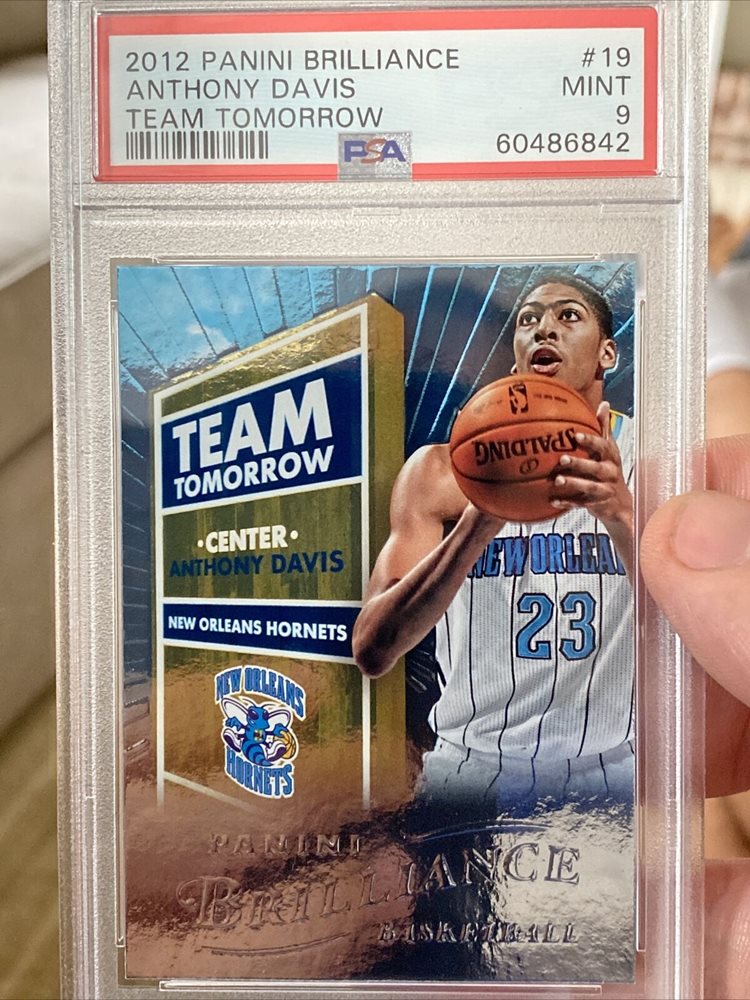 2012 PANINI BRILLIANCE #19
ANTHONY DAVIS MINT
TEAM TOMORROW 9
PSA 60486842
TEAM
TOMORROW
•CENTER•
ANTHONY DAVIS
NEW ORLEANS HORNETS
NEW ORLEANS
HORNETS
SPALDING
NEW ORLEA
23
PANINI
BRILLIANCE
BASKETBALL